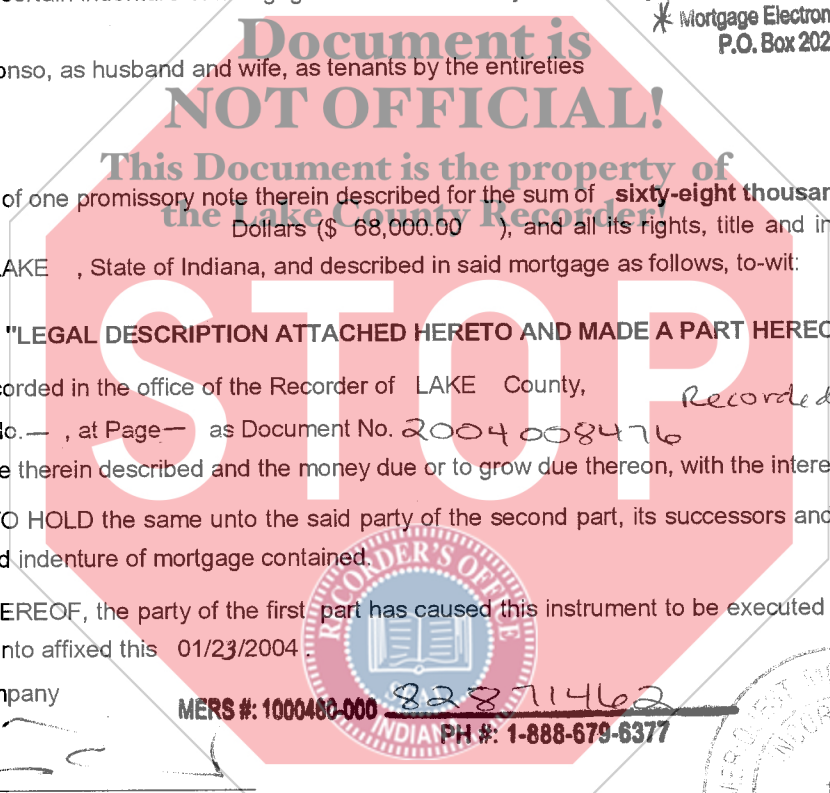 * Mortgage Electron
P.O. Box 202
Document is
onso, as husband and wife, as tenants by the entireties
NOT OFFICIAL!
This Document is the property of
of one promissory note therein described for the sum of sixty-eight thousan
the Lake County Recorder!
Dollars ($ 68,000.00 ), and all its rights, title and in
AKE , State of Indiana, and described in said mortgage as follows, to-wit:
STOP
"LEGAL DESCRIPTION ATTACHED HERETO AND MADE A PART HEREO
corded in the office of the Recorder of LAKE County,
Recorded
No.— , at Page— as Document No. 2004 008476
e therein described and the money due or to grow due thereon, with the intere
O HOLD the same unto the said party of the second part, its successors and
d indenture of mortgage contained.
RECORDER'S OFFICE
EREOF, the party of the first part has caused this instrument to be executed
nto affixed this 01/23/2004 .
SEAL
INDIANA
mpany
MERS #: 1000460-000 82871462
PH #: 1-888-679-6377